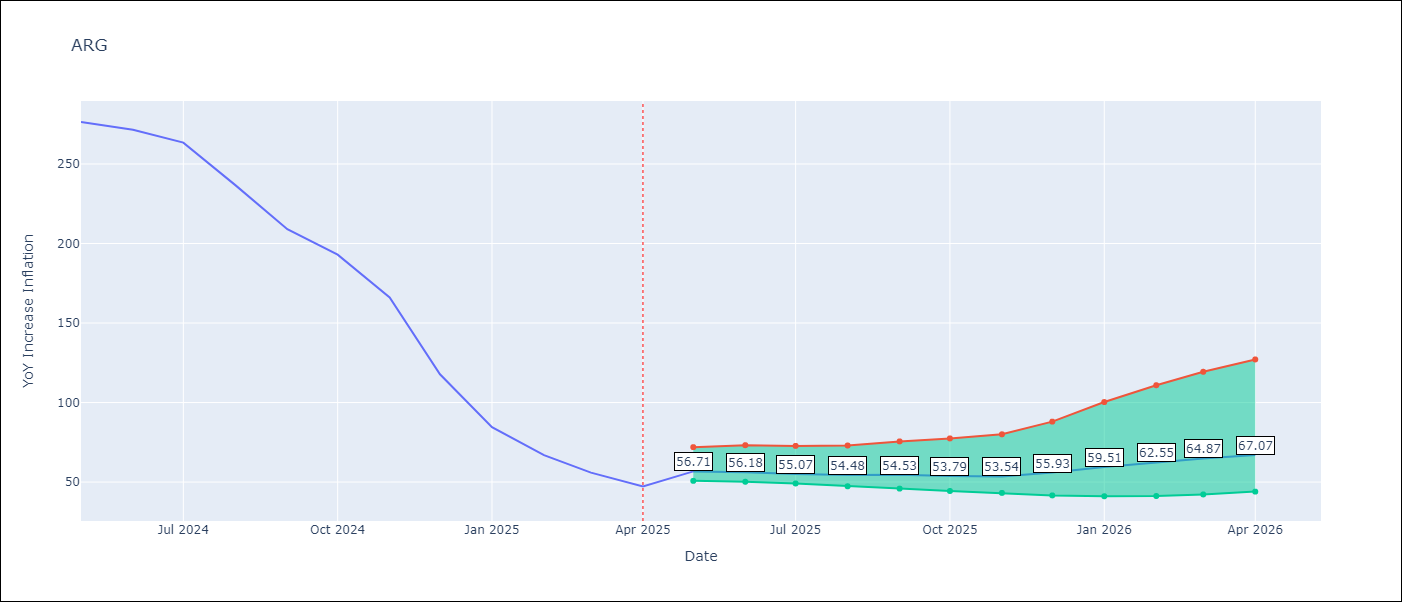 ARG
YoY Increase Inflation
250
200
150
100
50
56.71 56.18 55.07 54.48 54.53 53.79 53.54 55.93 59.51 62.55 64.87 67.07
Jul 2024 Oct 2024 Jan 2025 Apr 2025 Jul 2025 Oct 2025 Jan 2026 Apr 2026
Date